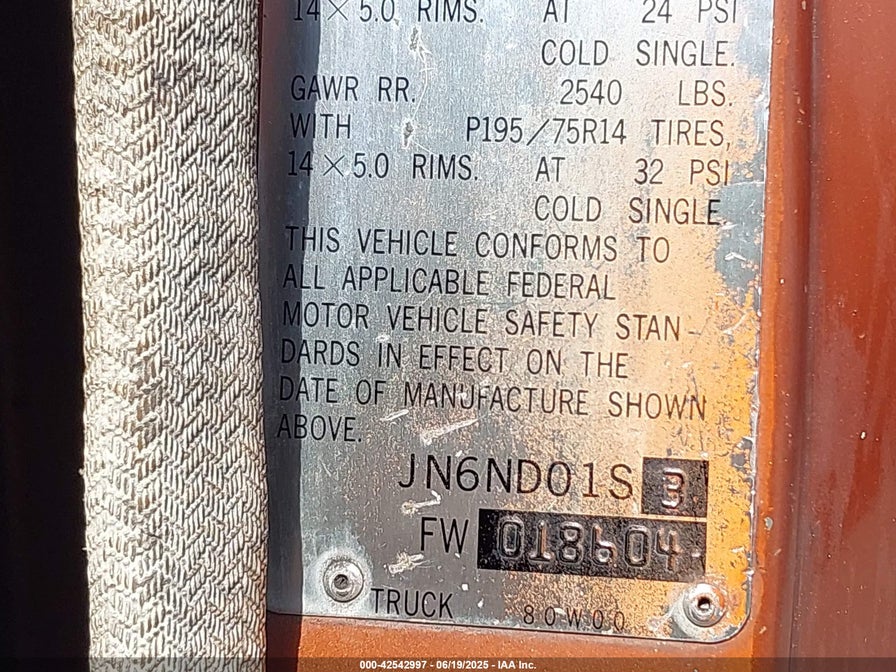 14×5.0 RIMS. AT 24 PSI
COLD SINGLE.
GAWR RR. 2540 LBS.
WITH P195/75R14 TIRES,
14×5.0 RIMS. AT 32 PSI
COLD SINGLE
THIS VEHICLE CONFORMS TO
ALL APPLICABLE FEDERAL
MOTOR VEHICLE SAFETY STAN-
DARDS IN EFFECT ON THE
DATE OF MANUFACTURE SHOWN
ABOVE.
JN6ND01S 3
FW 018604
TRUCK 80W00
000-42542997 - 06/19/2025 - IAA Inc.